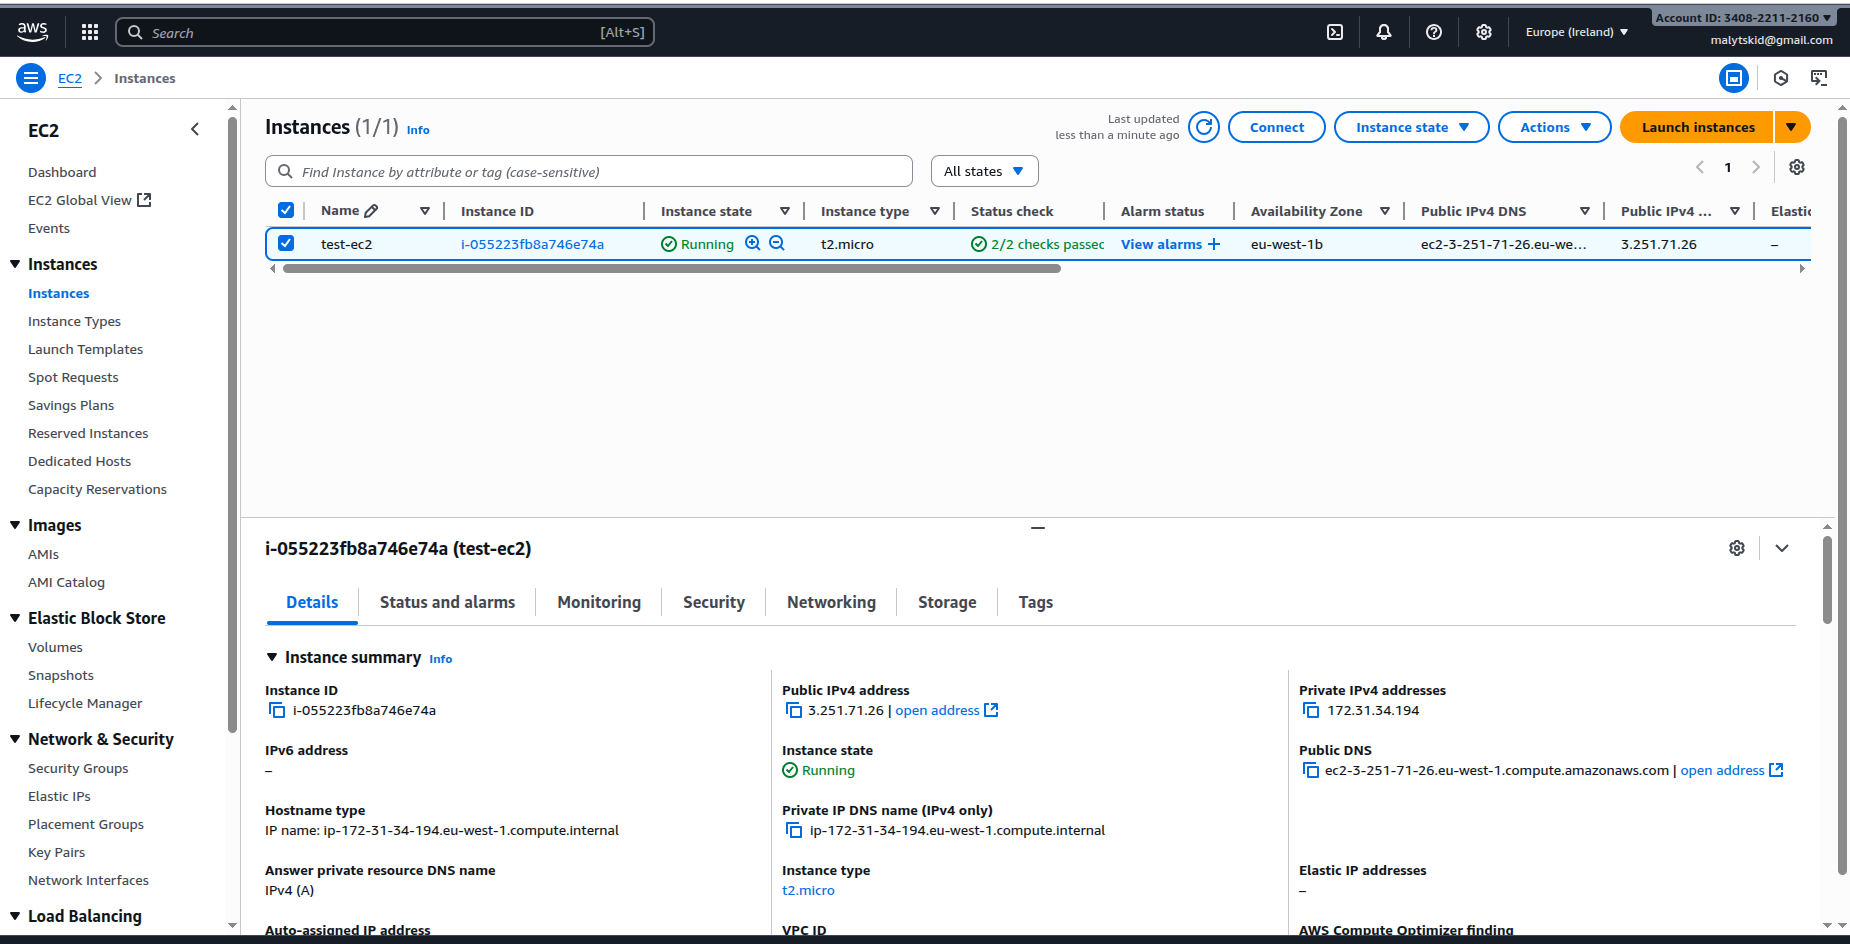 aws
Search [Alt+S]
Europe (Ireland)
Account ID: 3408-2211-2160
malytskid@gmail.com
EC2
Instances
EC2
Dashboard
EC2 Global View
Events
Instances
Instances
Instance Types
Launch Templates
Spot Requests
Savings Plans
Reserved Instances
Dedicated Hosts
Capacity Reservations
Images
AMIs
AMI Catalog
Elastic Block Store
Volumes
Snapshots
Lifecycle Manager
Network & Security
Security Groups
Elastic IPs
Placement Groups
Key Pairs
Network Interfaces
Load Balancing
Instances (1/1) Info
Last updated
less than a minute ago
Connect
Instance state
Actions
Launch instances
Find Instance by attribute or tag (case-sensitive)
All states
1
Name Instance ID Instance state Instance type Status check Alarm status Availability Zone Public IPv4 DNS Public IPv4 ... Elastic
test-ec2 i-055223fb8a746e74a Running t2.micro 2/2 checks passed View alarms + eu-west-1b ec2-3-251-71-26.eu-we... 3.251.71.26 –
i-055223fb8a746e74a (test-ec2)
Details Status and alarms Monitoring Security Networking Storage Tags
Instance summary Info
Instance ID
i-055223fb8a746e74a
Public IPv4 address
3.251.71.26 | open address
Private IPv4 addresses
172.31.34.194
IPv6 address
–
Instance state
Running
Public DNS
ec2-3-251-71-26.eu-west-1.compute.amazonaws.com | open address
Hostname type
IP name: ip-172-31-34-194.eu-west-1.compute.internal
Private IP DNS name (IPv4 only)
ip-172-31-34-194.eu-west-1.compute.internal
Answer private resource DNS name
IPv4 (A)
Instance type
t2.micro
Elastic IP addresses
–
Auto-assigned IP address
VPC ID
AWS Compute Optimizer finding